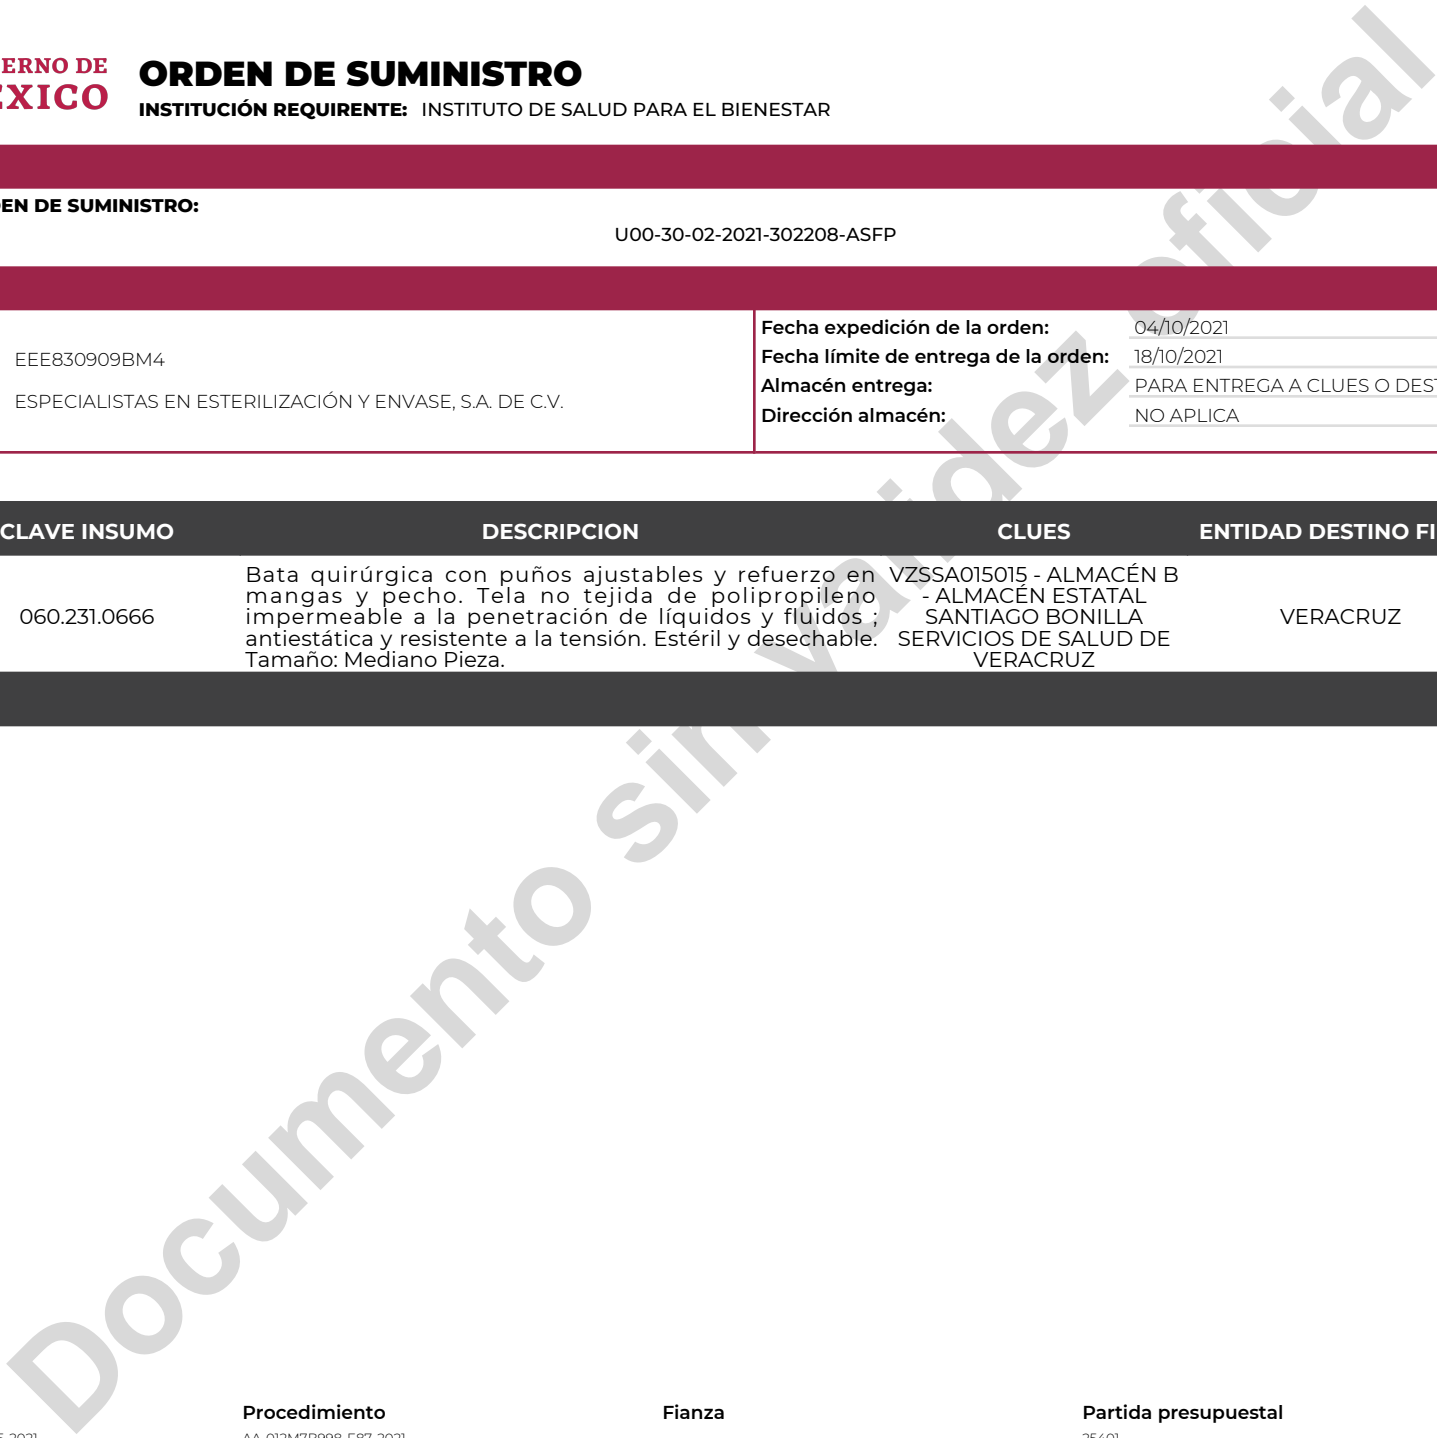 ERNO DE
EXICO
ORDEN DE SUMINISTRO
INSTITUCIÓN REQUIRENTE: INSTITUTO DE SALUD PARA EL BIENESTAR
EN DE SUMINISTRO:
U00-30-02-2021-302208-ASFP
EEE830909BM4
ESPECIALISTAS EN ESTERILIZACIÓN Y ENVASE, S.A. DE C.V.
Fecha expedición de la orden: 04/10/2021
Fecha límite de entrega de la orden: 18/10/2021
Almacén entrega: PARA ENTREGA A CLUES O DEST
Dirección almacén: NO APLICA
CLAVE INSUMO DESCRIPCION CLUES ENTIDAD DESTINO FI
060.231.0666
Bata quirúrgica con puños ajustables y refuerzo en
mangas y pecho. Tela no tejida de polipropileno
impermeable a la penetración de líquidos y fluidos ;
antiestática y resistente a la tensión. Estéril y desechable.
Tamaño: Mediano Pieza.
VZSSA015015 - ALMACÉN B
- ALMACÉN ESTATAL
SANTIAGO BONILLA
SERVICIOS DE SALUD DE
VERACRUZ
VERACRUZ
Documento sin validez oficial
Procedimiento Fianza Partida presupuestal